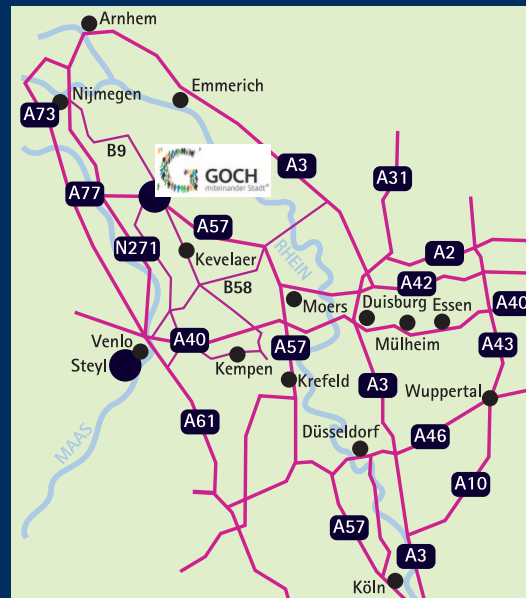 Arnhem
Nijmegen
Emmerich
A73
B9
GOCH
miteinander Stadt
A3
A31
A77
A57
N271
Kevelaer
RHEIN
A2
B58
A42
Moers
Duisburg
Essen
A40
Mülheim
Venlo
A40
A57
A43
Steyl
Kempen
Krefeld
A3
Wuppertal
A61
MAAS
Düsseldorf
A46
A10
A57
A3
Köln